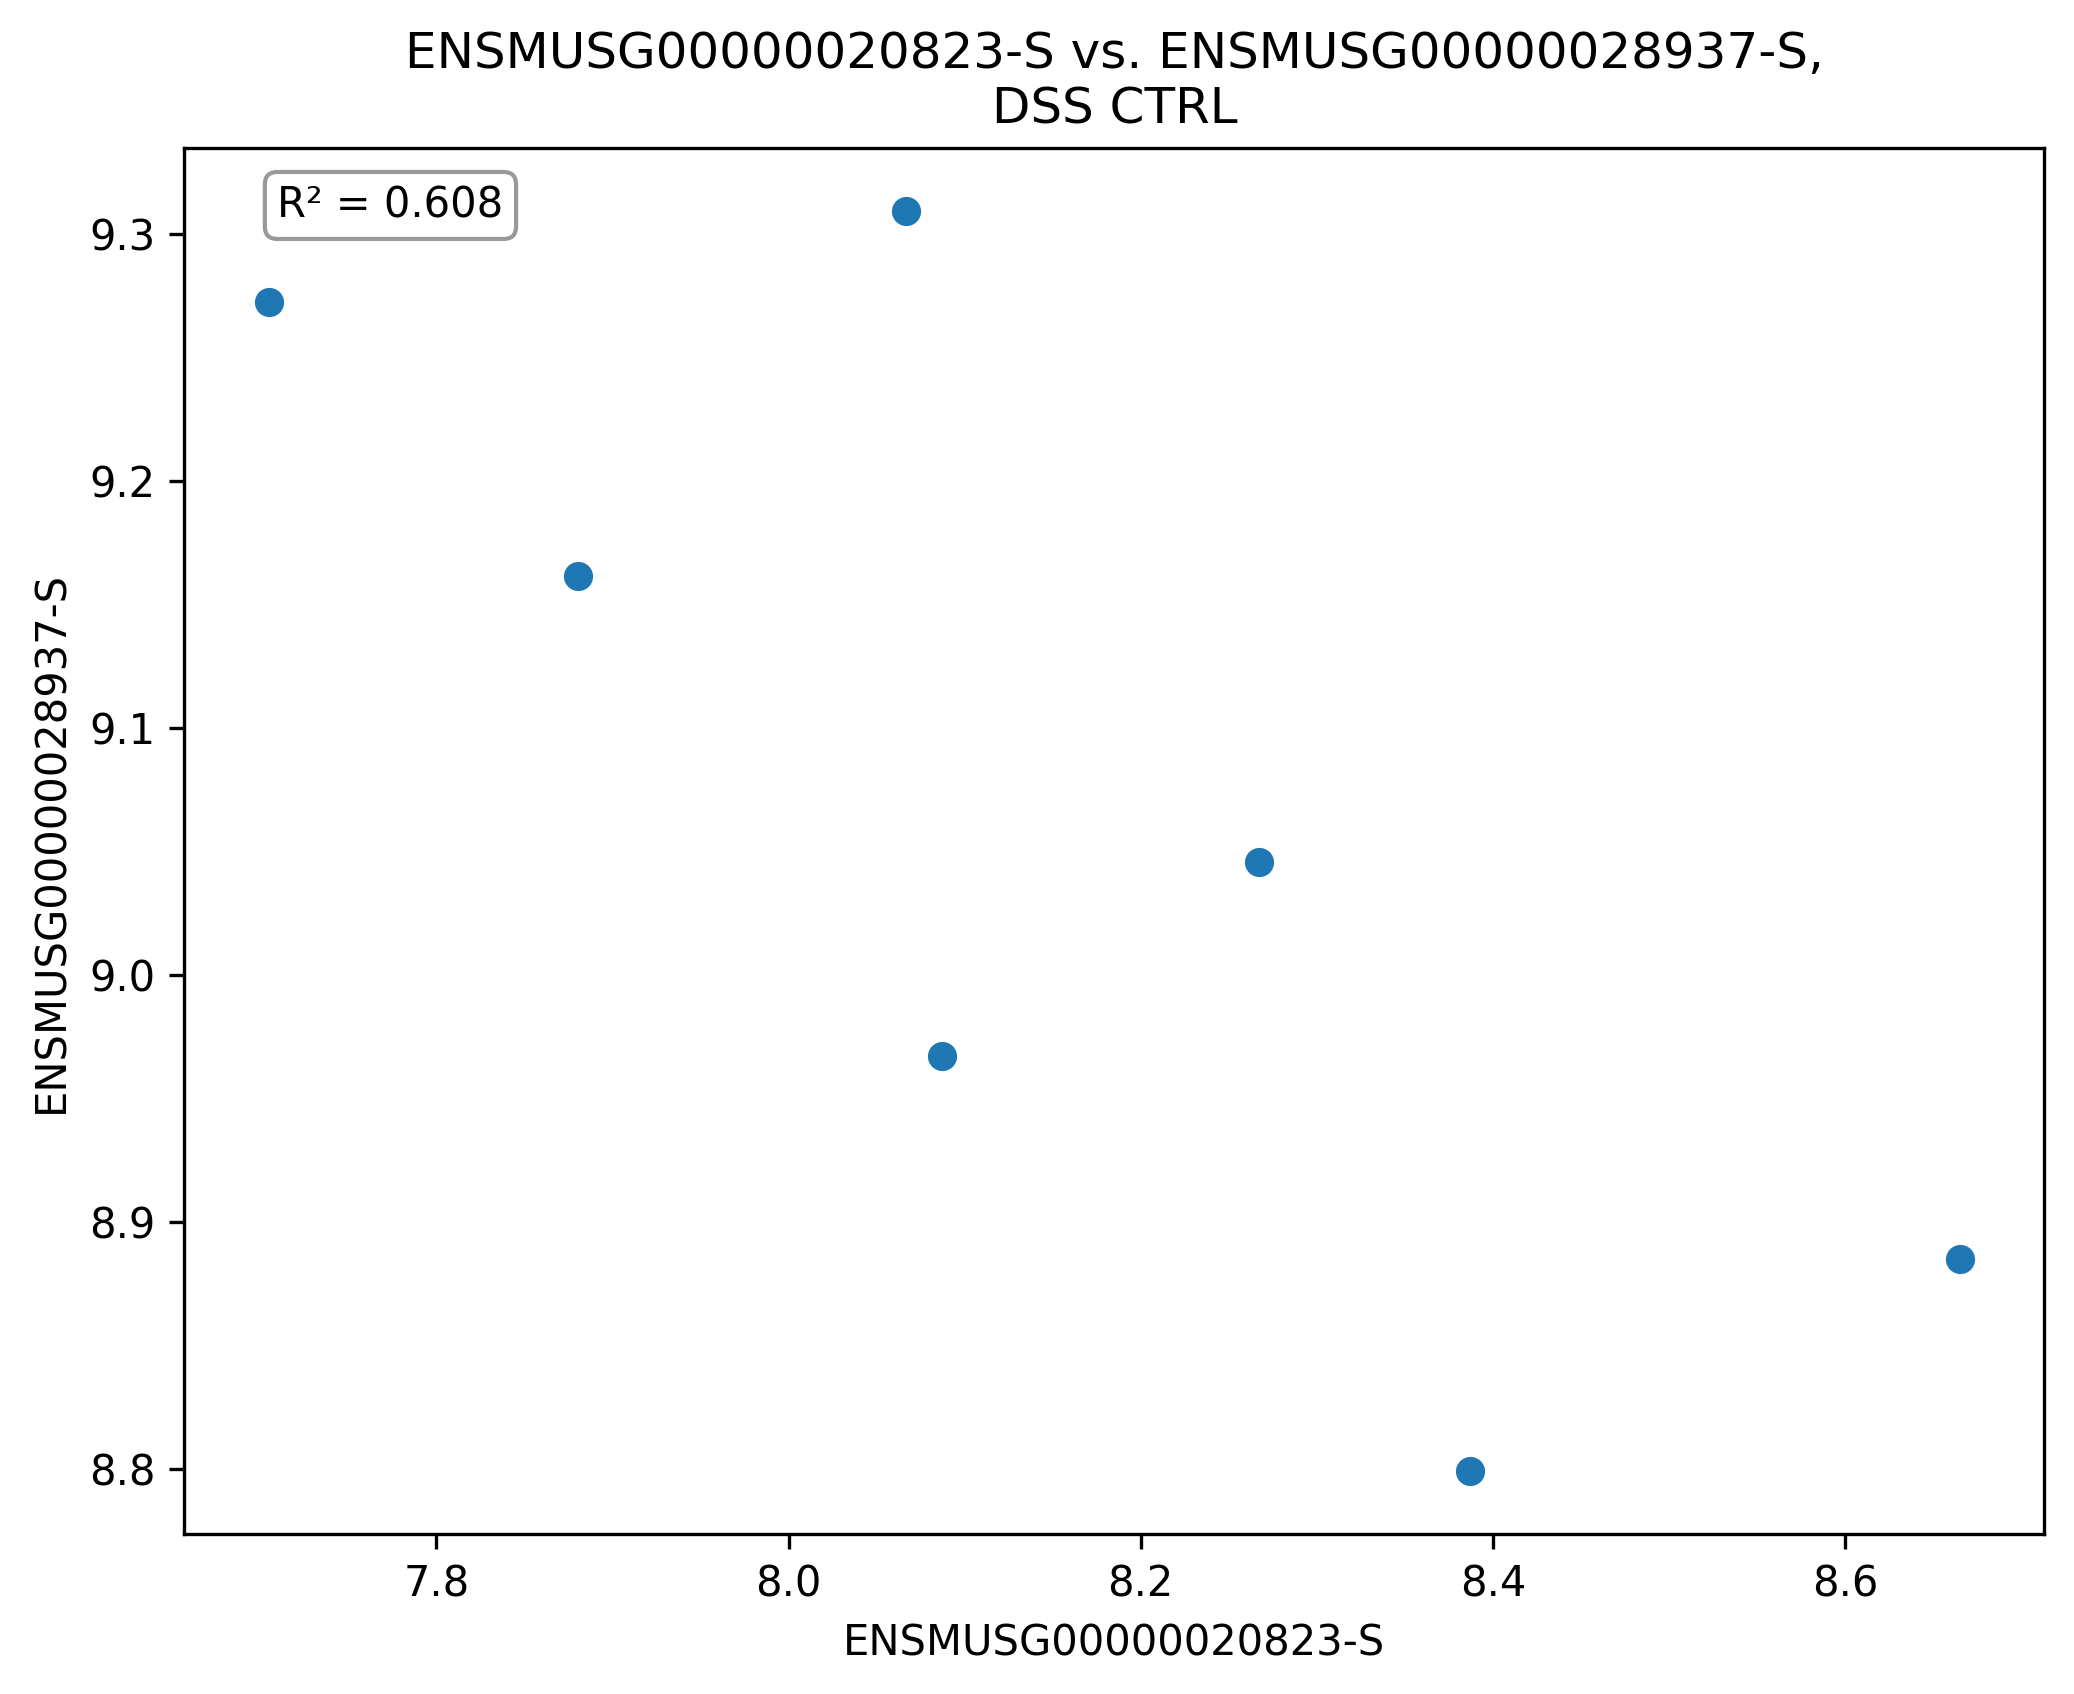 ENSMUSG00000020823-S vs. ENSMUSG00000028937-S,
DSS CTRL
R² = 0.608
9.3
9.2
9.1
9.0
8.9
8.8
ENSMUSG00000028937-S
7.8 8.0 8.2 8.4 8.6
ENSMUSG00000020823-S